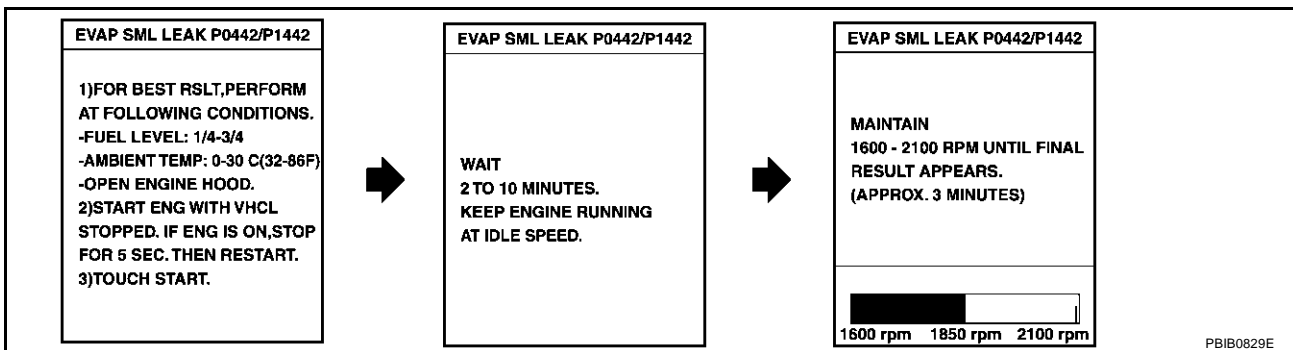 EVAP SML LEAK P0442/P1442
1)FOR BEST RSLT,PERFORM
AT FOLLOWING CONDITIONS.
-FUEL LEVEL: 1/4-3/4
-AMBIENT TEMP: 0-30 C(32-86F)
-OPEN ENGINE HOOD.
2)START ENG WITH VHCL
STOPPED. IF ENG IS ON,STOP
FOR 5 SEC. THEN RESTART.
3)TOUCH START.
EVAP SML LEAK P0442/P1442
WAIT
2 TO 10 MINUTES.
KEEP ENGINE RUNNING
AT IDLE SPEED.
EVAP SML LEAK P0442/P1442
MAINTAIN
1600 - 2100 RPM UNTIL FINAL
RESULT APPEARS.
(APPROX. 3 MINUTES)
1600 rpm 1850 rpm 2100 rpm
PBIB0829E